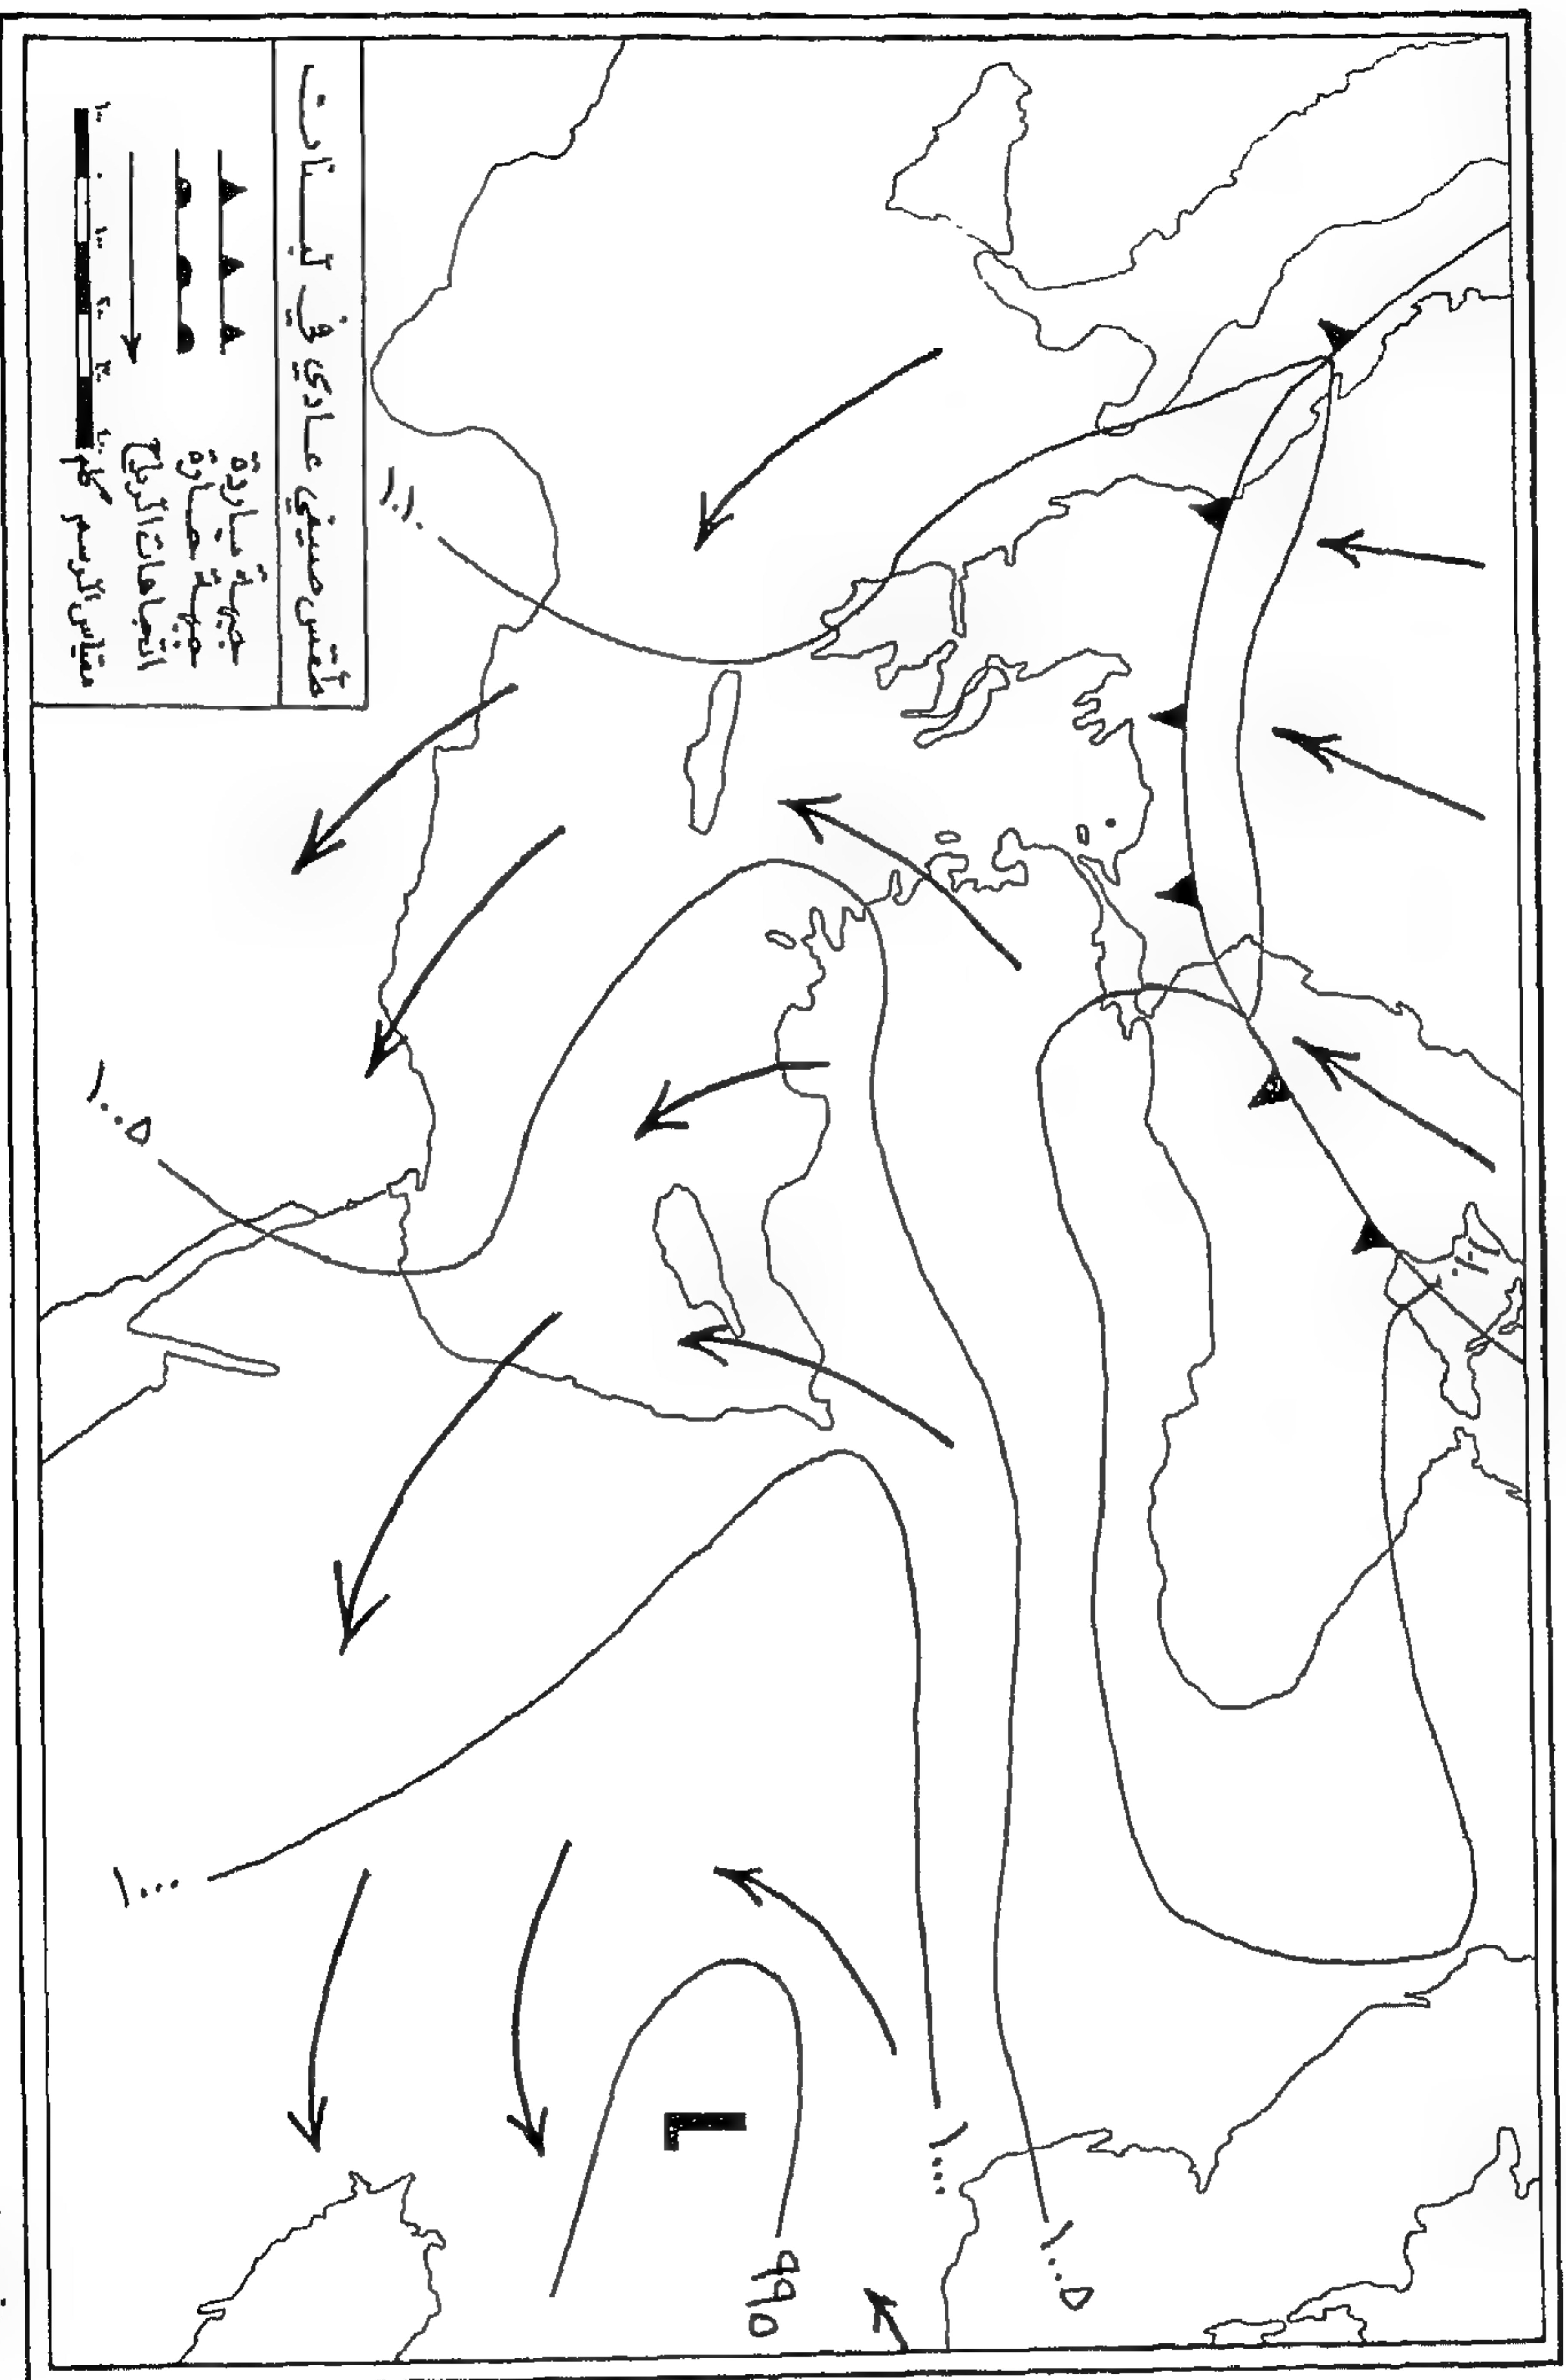 طقس صيفي عادي في لبنان
جبهة باردة
جبهة حارة
اتجاهات الرياح
مقياس الرسم كلم
١٠١٠
١٠١٠
١٠٠٥
١٠٠٥
١٠٠٠
١٠٠٠
٩٩٥
L